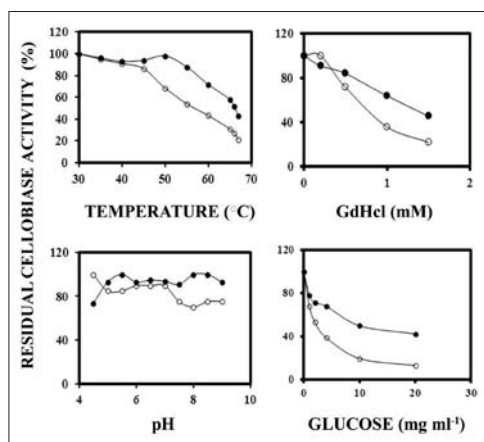 RESIDUAL CELLOBIASE ACTIVITY (%)
120
100
80
60
40
20
0
30 40 50 60 70
TEMPERATURE (°C)
120
80
40
0
0 1 2
GdHcl (mM)
120
80
40
0
4 6 8 10
pH
120
80
40
0
0 10 20 30
GLUCOSE (mg ml-1)